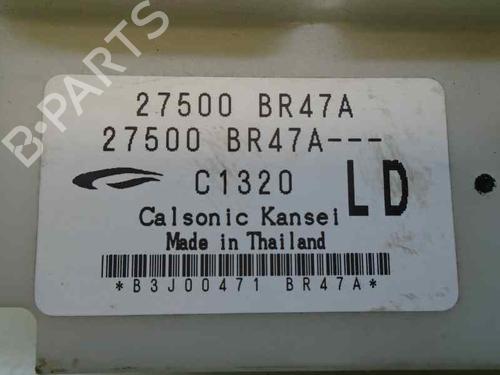 B-PARTS
27500 BR47A
27500 BR47A---
C1320
LD
Calsonic Kansei
Made in Thailand
*B3J00471 BR47A*